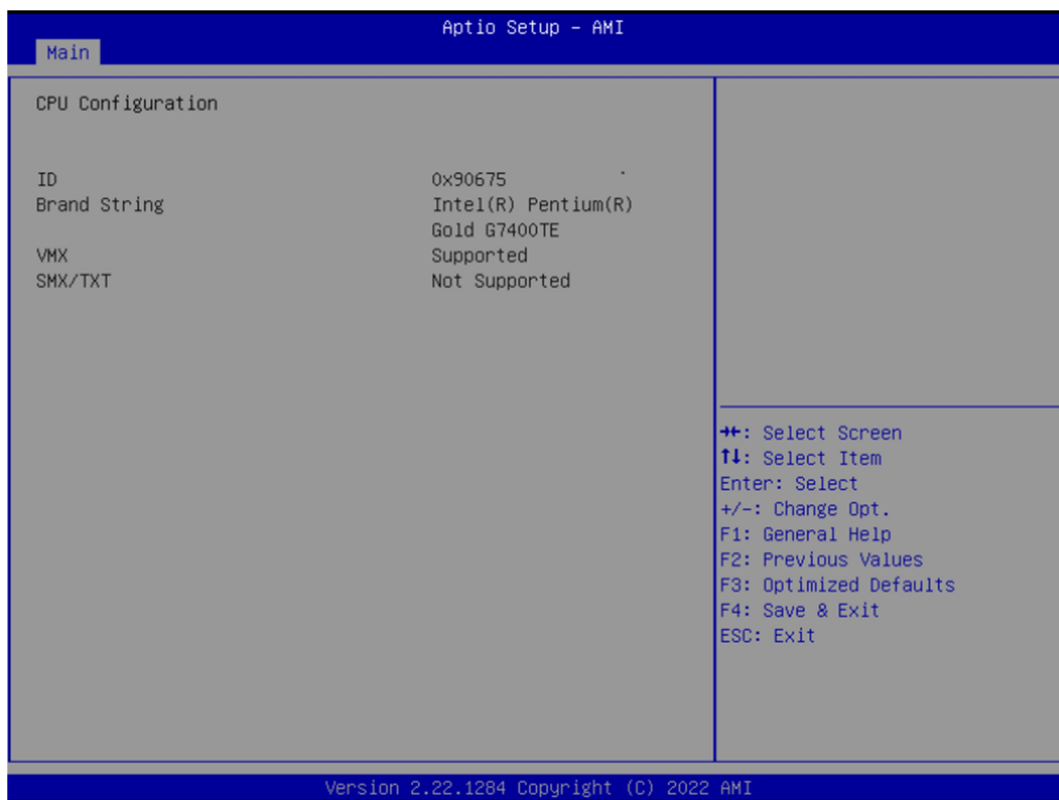 Aptio Setup – AMI
Main
CPU Configuration
ID 0x90675
Brand String Intel(R) Pentium(R)
Gold G7400TE
VMX Supported
SMX/TXT Not Supported
→←: Select Screen
↑↓: Select Item
Enter: Select
+/-: Change Opt.
F1: General Help
F2: Previous Values
F3: Optimized Defaults
F4: Save & Exit
ESC: Exit
Version 2.22.1284 Copyright (C) 2022 AMI